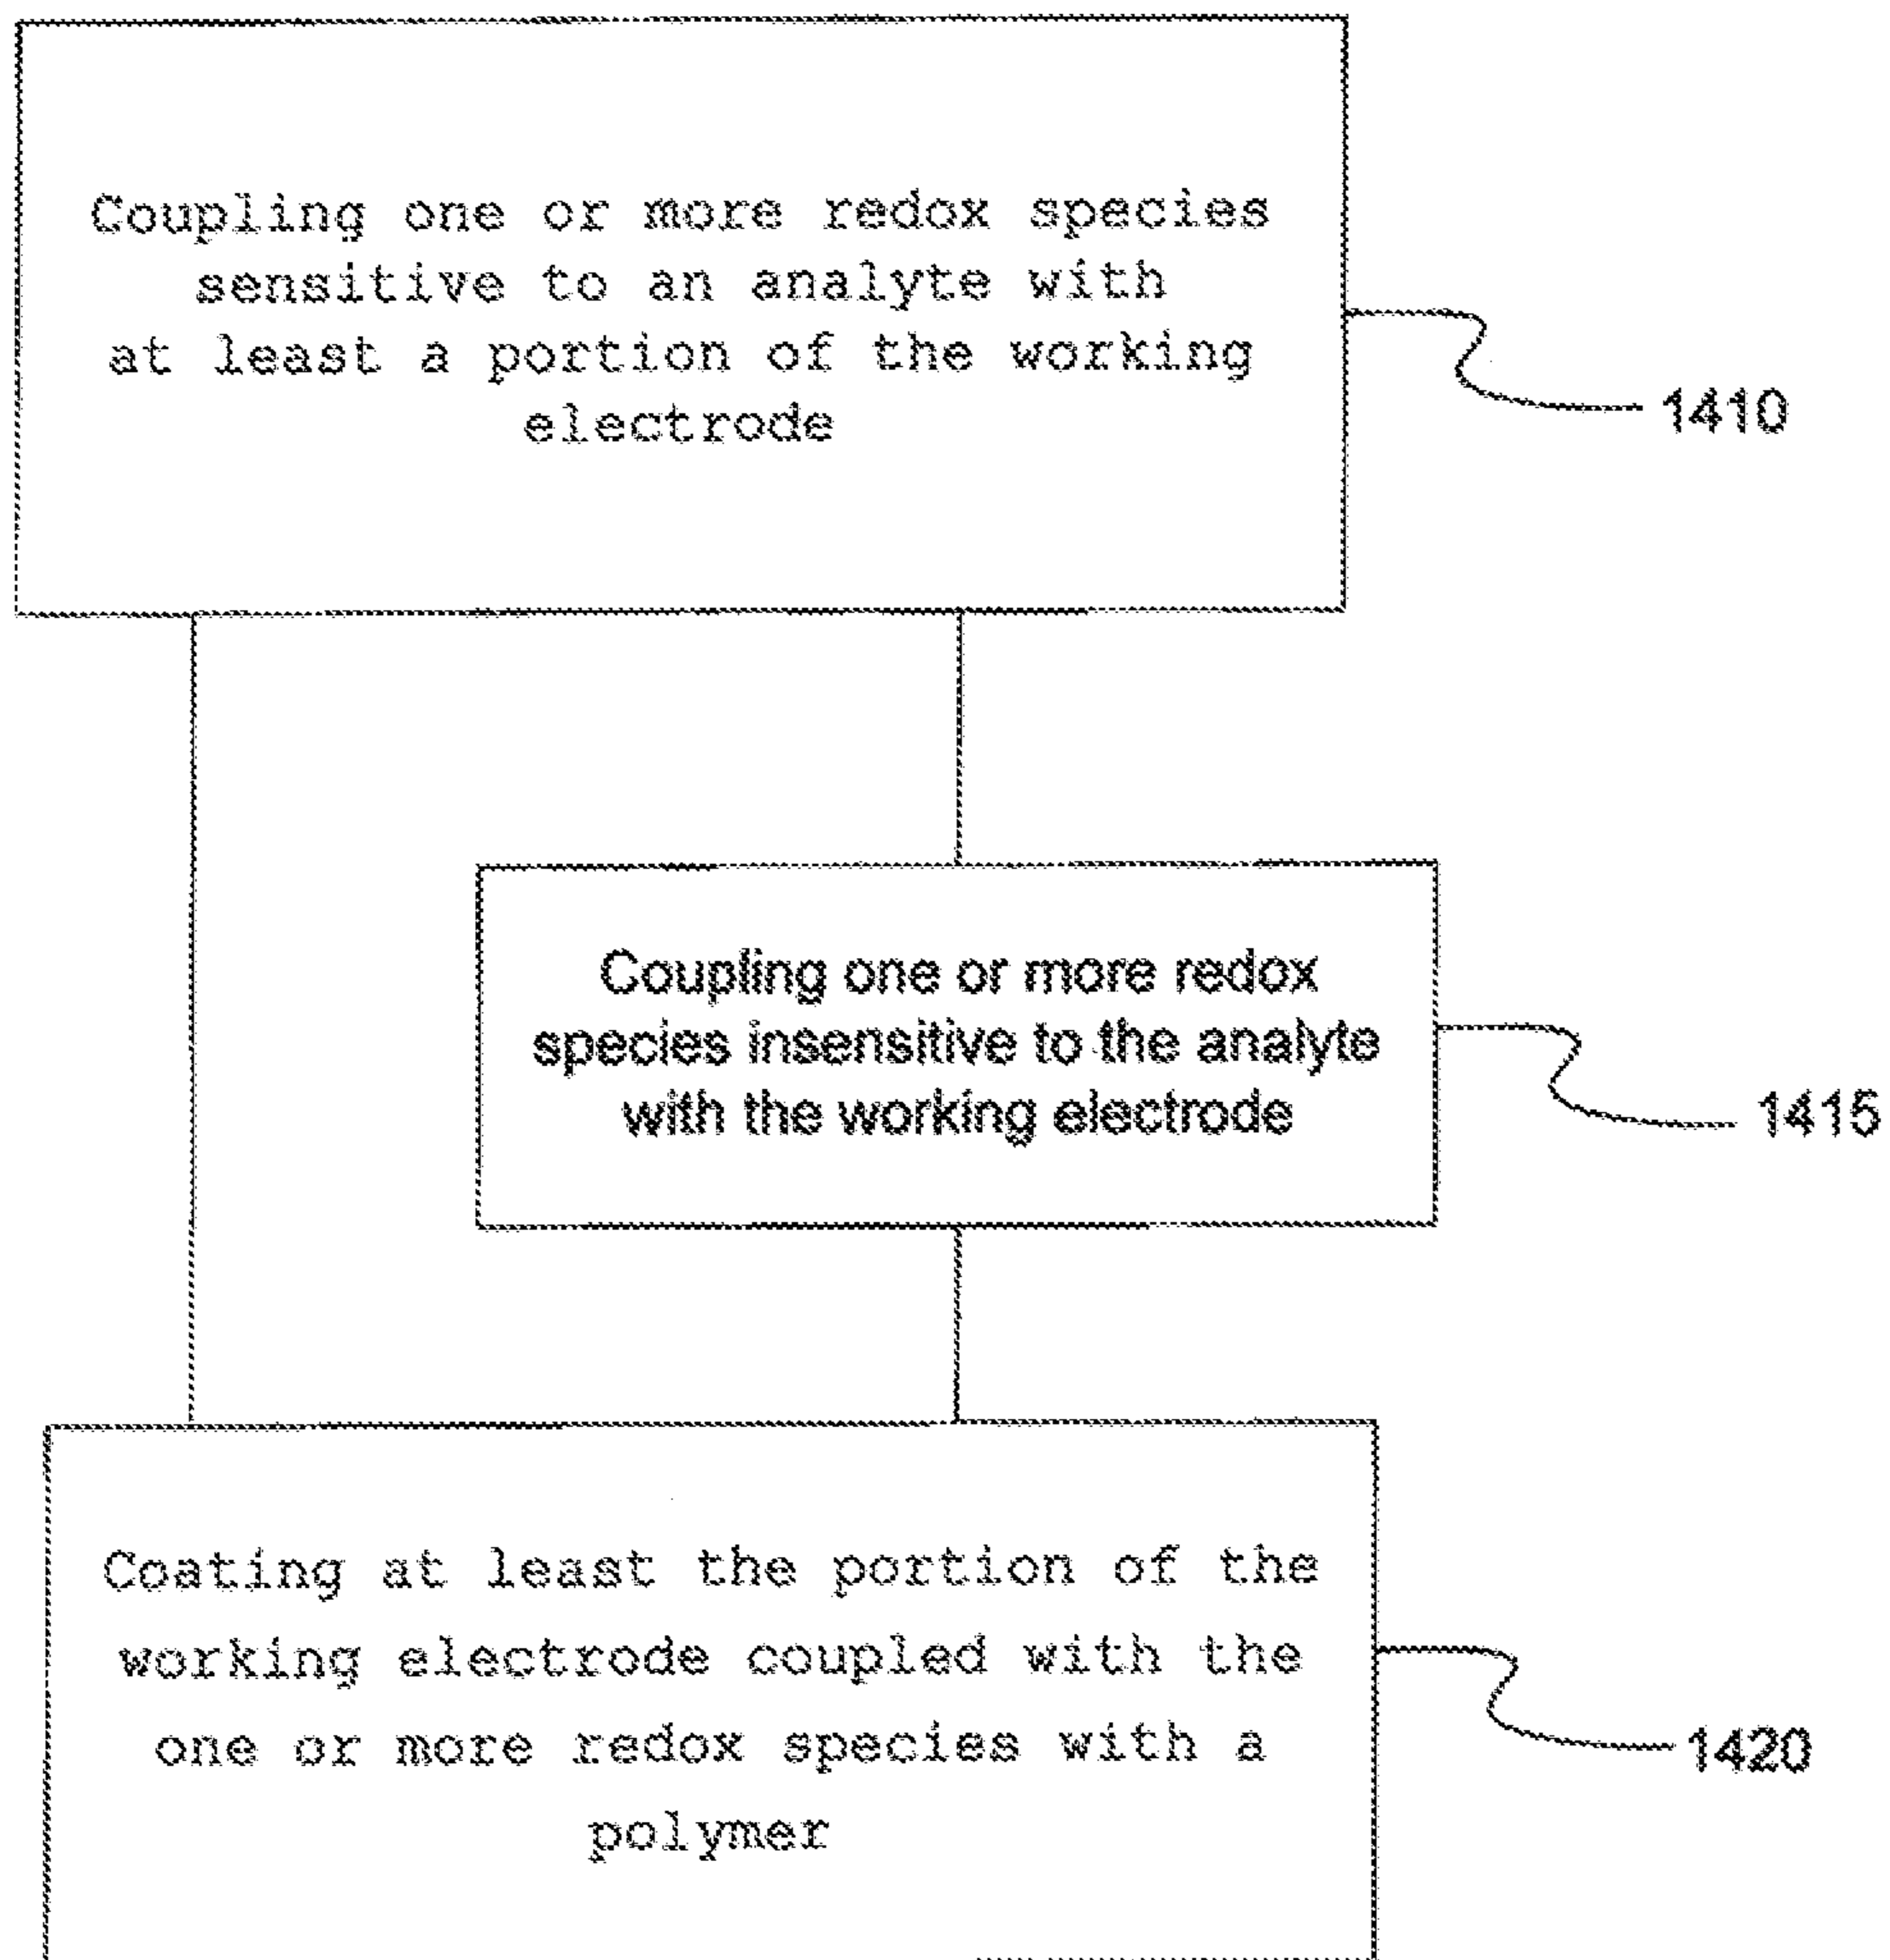 Coupling one or more redox species
sensitive to an analyte with
at least a portion of the working
electrode
1410
Coupling one or more redox
species insensitive to the analyte
with the working electrode
1415
Coating at least the portion of the
working electrode coupled with the
one or more redox species with a
polymer
1420